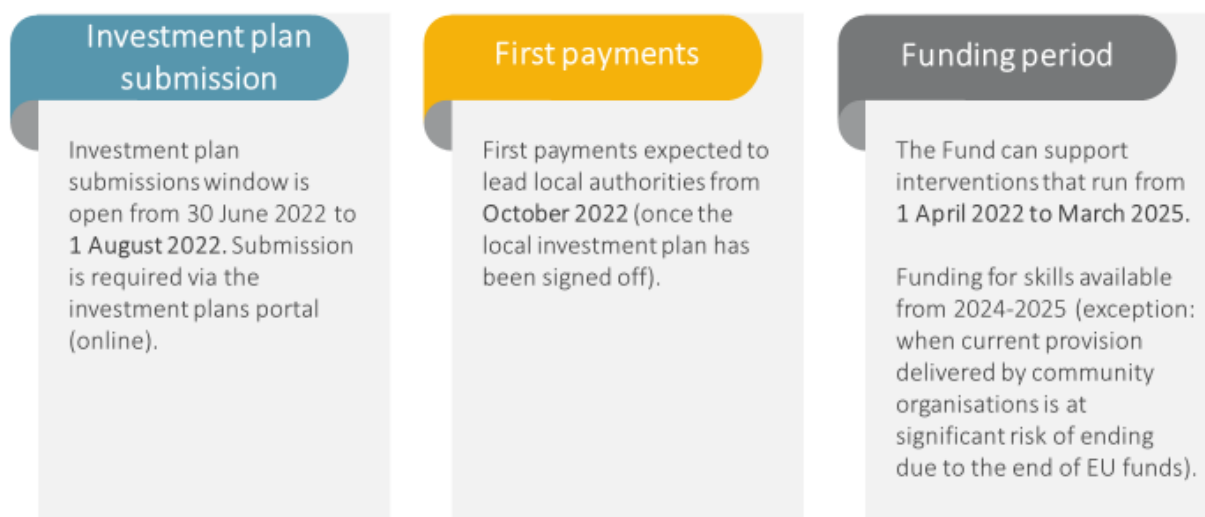 Investment plan
submission
Investment plan
submissions window is
open from 30 June 2022 to
1 August 2022. Submission
is required via the
investment plans portal
(online).
First payments
First payments expected to
lead local authorities from
October 2022 (once the
local investment plan has
been signed off).
Funding period
The Fund can support
interventions that run from
1 April 2022 to March 2025.
Funding for skills available
from 2024-2025 (exception:
when current provision
delivered by community
organisations is at
significant risk of ending
due to the end of EU funds).